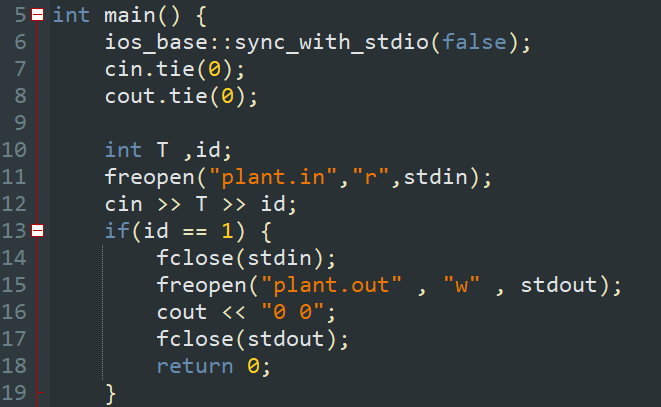 5 int main() {
6 ios_base::sync_with_stdio(false);
7 cin.tie(0);
8 cout.tie(0);
9
10 int T ,id;
11 freopen("plant.in","r",stdin);
12 cin >> T >> id;
13 if(id == 1) {
14 fclose(stdin);
15 freopen("plant.out" , "w" , stdout);
16 cout << "0 0";
17 fclose(stdout);
18 return 0;
19 }